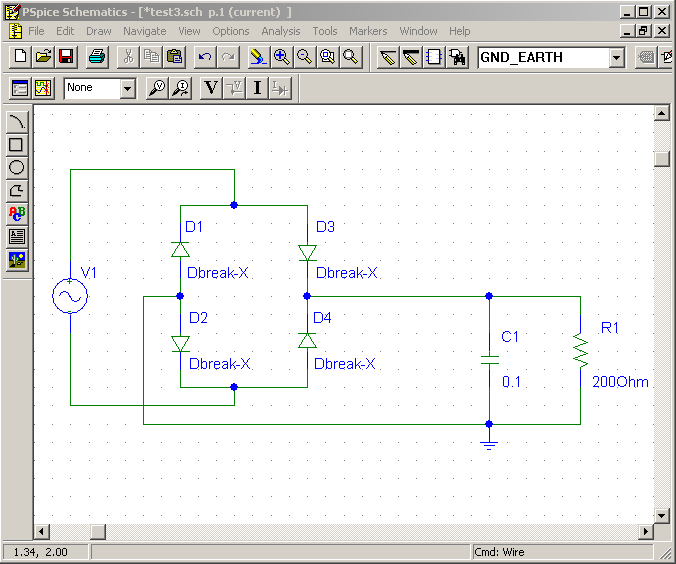 PSpice Schematics - [*test3.sch p.1 (current) ]
File Edit Draw Navigate View Options Analysis Tools Markers Window Help
GND_EARTH
None
V I V V I I
ABC
D1
D3
Dbreak-X
Dbreak-X
V1
+
-
D2
D4
Dbreak-X
Dbreak-X
C1
0.1
R1
200Ohm
1.34, 2.00
Cmd: Wire